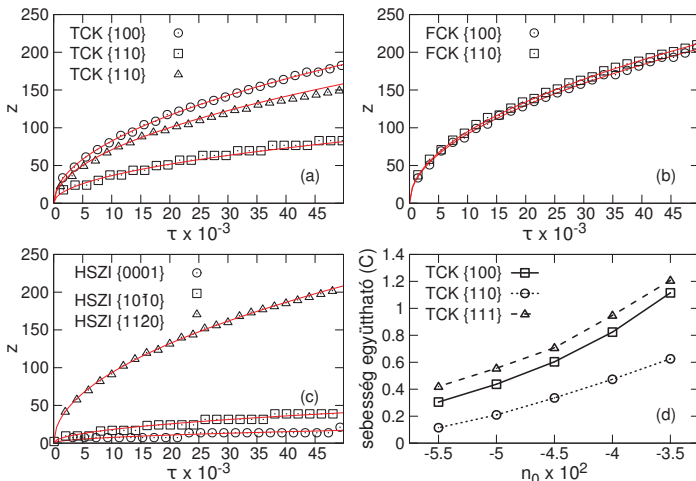 250
200
150
100
50
0
z
TCK {100}
TCK {110}
TCK {110}
(a)
0 5 10 15 20 25 30 35 40 45
τ x 10⁻³
250
200
150
100
50
0
z
FCK {100}
FCK {110}
(b)
0 5 10 15 20 25 30 35 40 45
τ x 10⁻³
250
200
150
100
50
0
z
HSZI {0001}
HSZI {101̄0}
HSZI {1120}
(c)
0 5 10 15 20 25 30 35 40 45
τ x 10⁻³
1.4
1.2
1
0.8
0.6
0.4
0.2
0
sebesség együttható (C)
TCK {100}
TCK {110}
TCK {111}
(d)
-5.5 -5 -4.5 -4 -3.5
n₀ x 10²